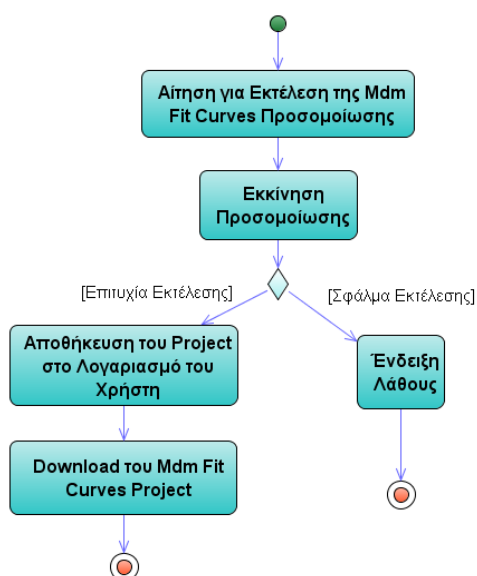 Αίτηση για Εκτέλεση της Mdm
Fit Curves Προσομοίωσης
Εκκίνηση
Προσομοίωσης
[Επιτυχία Εκτέλεσης]
[Σφάλμα Εκτέλεσης]
Αποθήκευση του Project
στο Λογαριασμό του
Χρήστη
Ένδειξη
Λάθους
Download του Mdm Fit
Curves Project